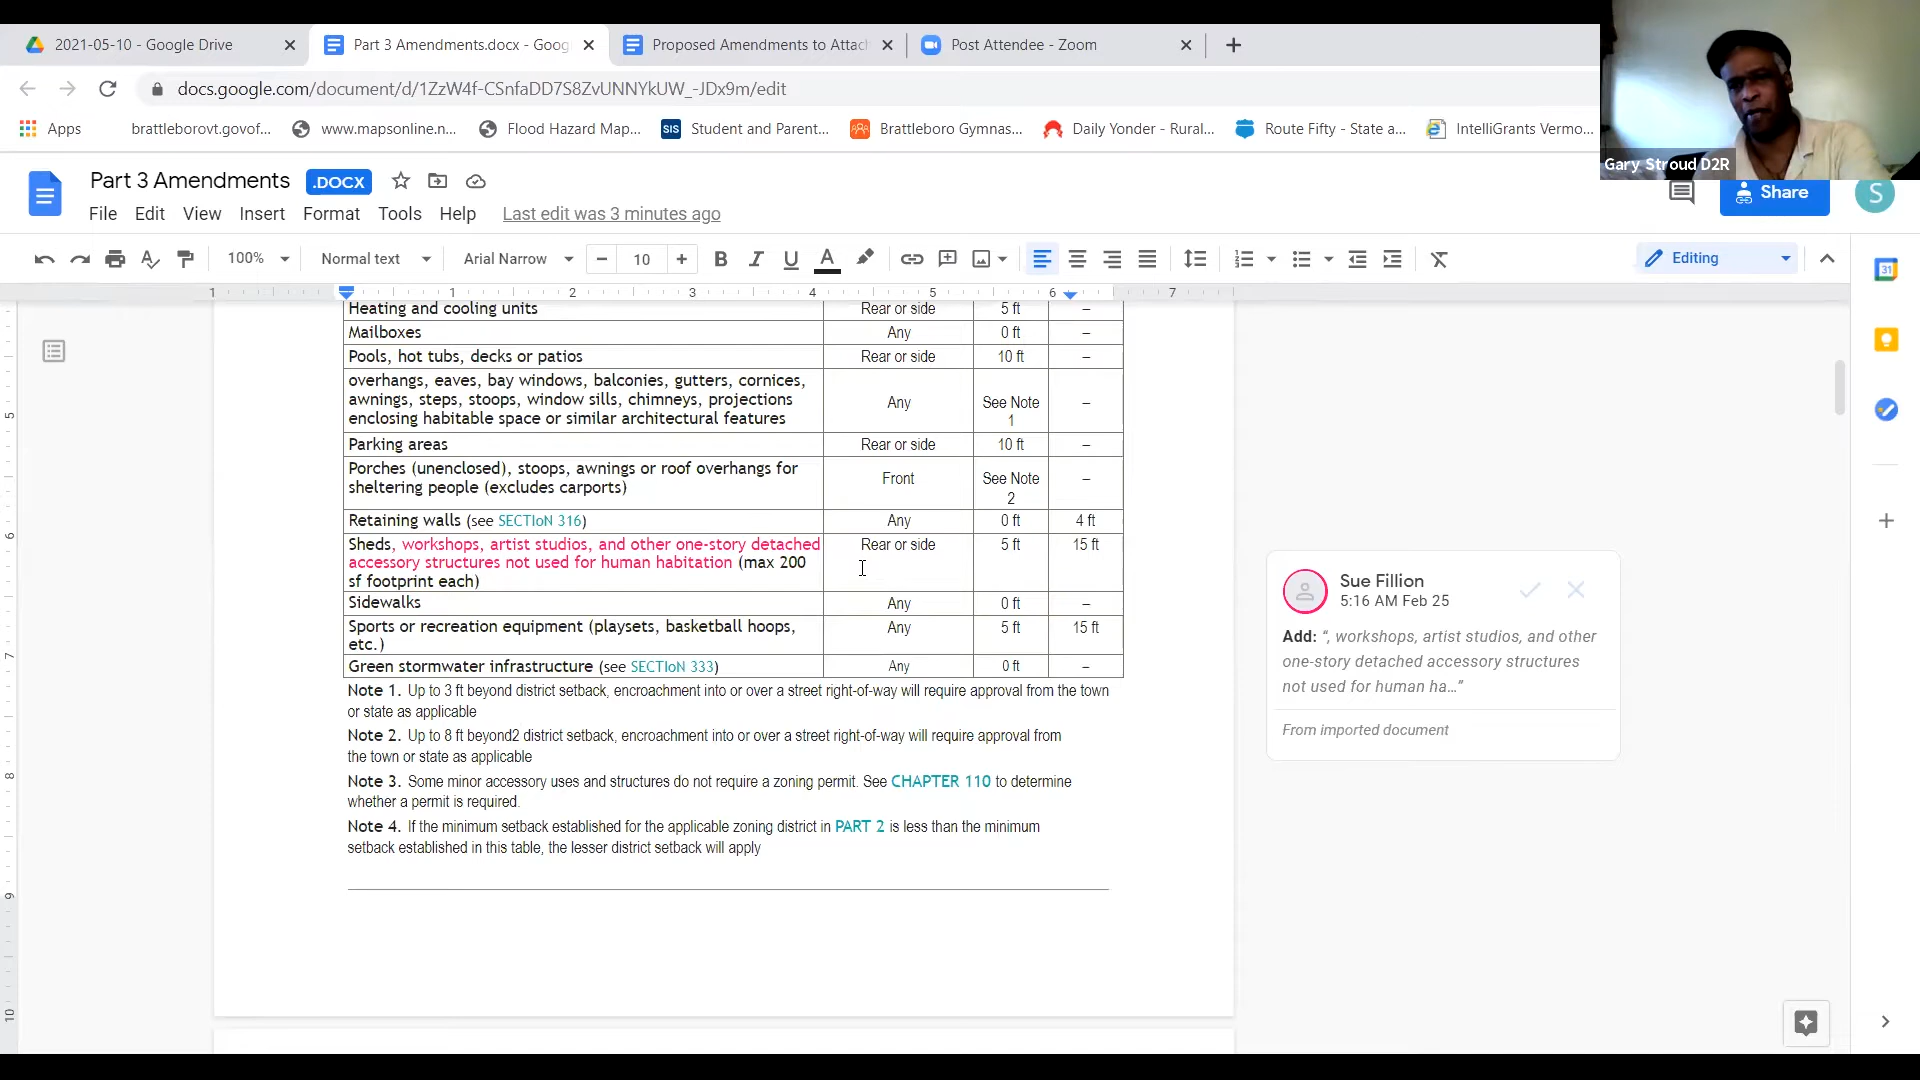 2021-05-10 - Google Drive
Part 3 Amendments.docx - Goog
Proposed Amendments to Attach
Post Attendee - Zoom
docs.google.com/document/d/1ZzW4f-CSnfaDD7S8ZvUNNYkUW_-JDx9m/edit
Apps
brattleborovt.govof...
www.mapsonline.n...
Flood Hazard Map...
SIS
Student and Parent...
Brattleboro Gymnas...
Daily Yonder - Rural...
Route Fifty - State a...
IntelliGrants Vermo...
Gary Stroud D2R
Part 3 Amendments
.DOCX
Share
S
File Edit View Insert Format Tools Help Last edit was 3 minutes ago
100% Normal text Arial Narrow 10 B I U A Editing
31
1 1 2 3 4 5 6 7
Heating and cooling units Rear or side 5 ft –
Mailboxes Any 0 ft –
Pools, hot tubs, decks or patios Rear or side 10 ft –
overhangs, eaves, bay windows, balconies, gutters, cornices,
awnings, steps, stoops, window sills, chimneys, projections
enclosing habitable space or similar architectural features
Any See Note
1
–
Parking areas Rear or side 10 ft –
Porches (unenclosed), stoops, awnings or roof overhangs for
sheltering people (excludes carports)
Front See Note
2
–
Retaining walls (see SECTIoN 316) Any 0 ft 4 ft
Sheds, workshops, artist studios, and other one-story detached
accessory structures not used for human habitation (max 200
sf footprint each)
Rear or side 5 ft 15 ft
Sidewalks Any 0 ft –
Sports or recreation equipment (playsets, basketball hoops,
etc.)
Any 5 ft 15 ft
Green stormwater infrastructure (see SECTIoN 333) Any 0 ft –
Note 1. Up to 3 ft beyond district setback, encroachment into or over a street right-of-way will require approval from the town
or state as applicable
Note 2. Up to 8 ft beyond2 district setback, encroachment into or over a street right-of-way will require approval from
the town or state as applicable
Note 3. Some minor accessory uses and structures do not require a zoning permit. See CHAPTER 110 to determine
whether a permit is required.
Note 4. If the minimum setback established for the applicable zoning district in PART 2 is less than the minimum
setback established in this table, the lesser district setback will apply
Sue Fillion
5:16 AM Feb 25
Add: “, workshops, artist studios, and other
one-story detached accessory structures
not used for human ha...”
From imported document
5
6
7
8
9
10